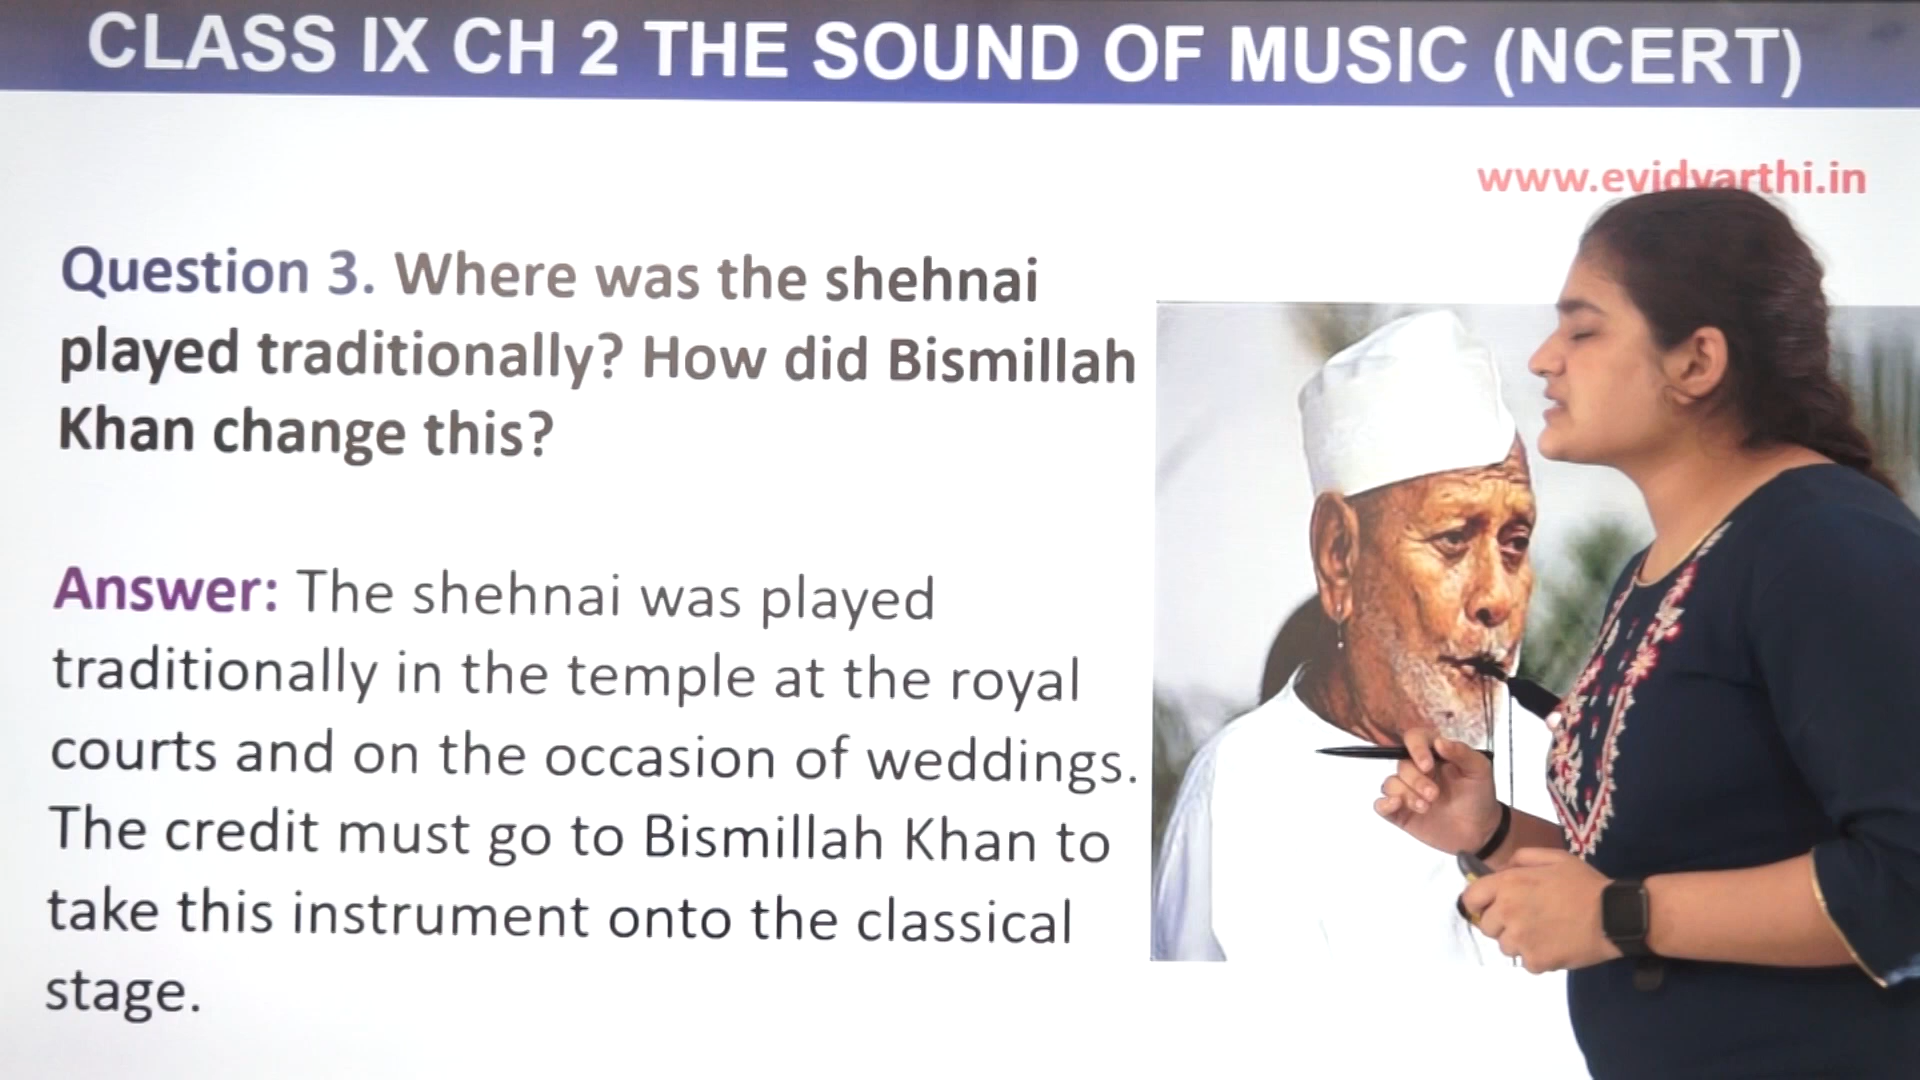 CLASS IX CH 2 THE SOUND OF MUSIC (NCERT)
www.evidyarthi.in
Question 3. Where was the shehnai
played traditionally? How did Bismillah
Khan change this?
Answer: The shehnai was played
traditionally in the temple at the royal
courts and on the occasion of weddings.
The credit must go to Bismillah Khan to
take this instrument onto the classical
stage.